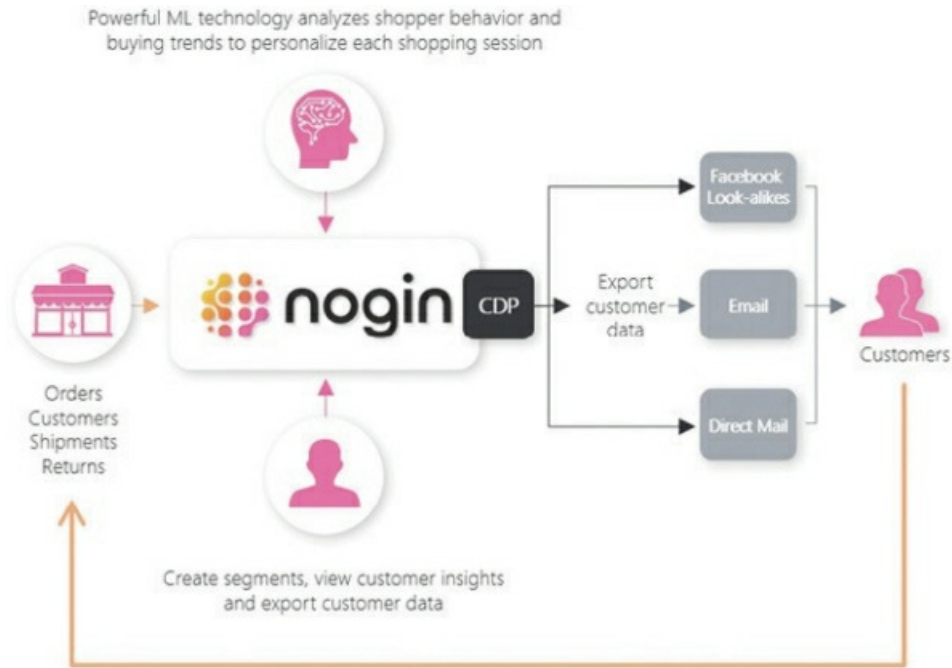 Powerful ML technology analyzes shopper behavior and
buying trends to personalize each shopping session
Facebook
Look-alikes
nogin
CDP
Export
customer
data
Email
Customers
Orders
Customers
Shipments
Returns
Direct Mail
Create segments, view customer insights
and export customer data